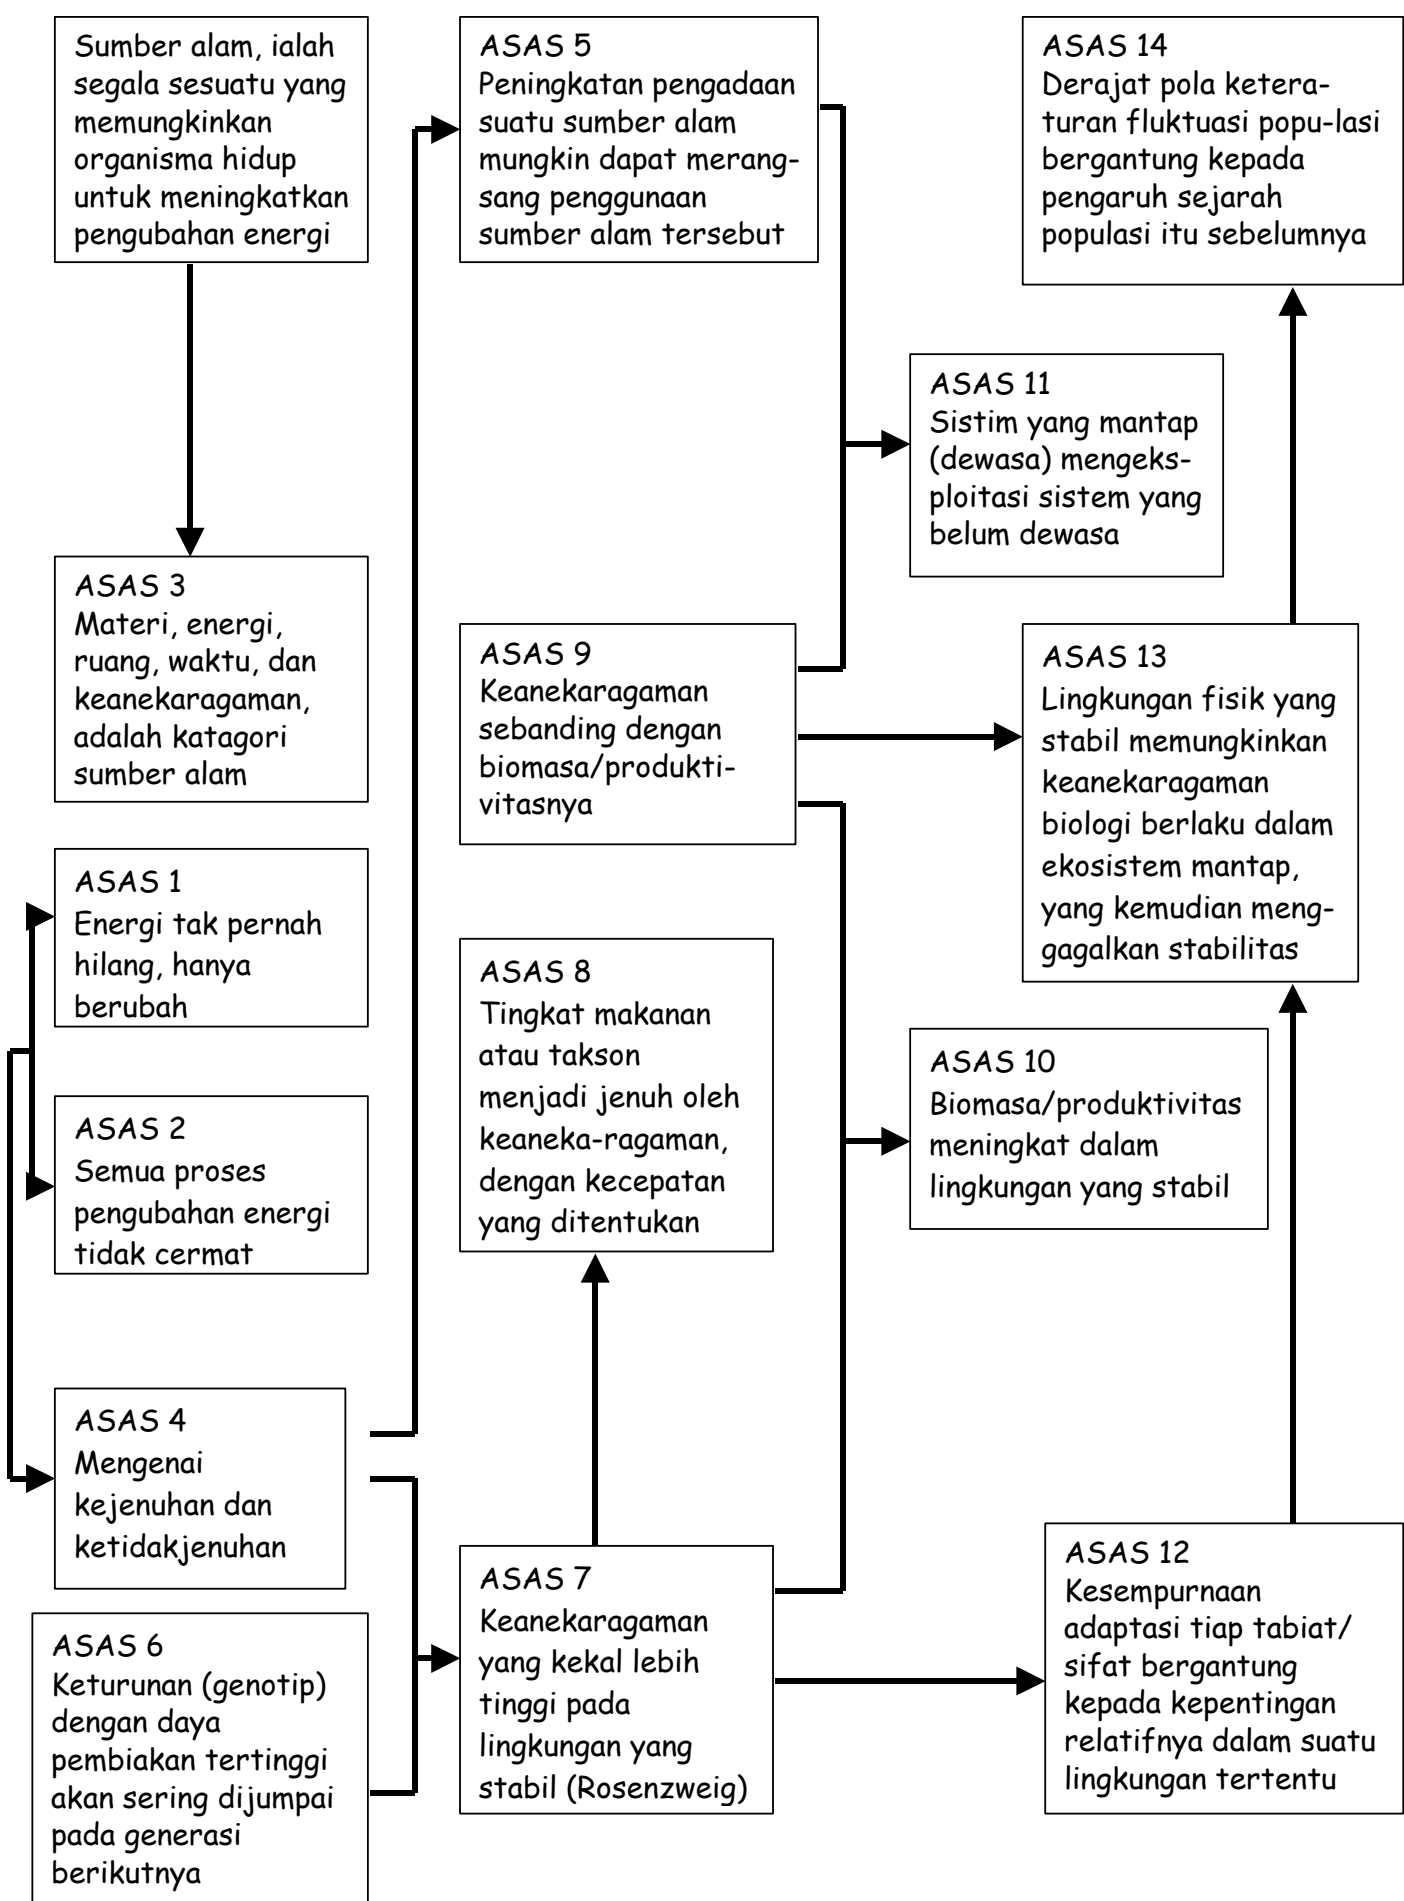 Sumber alam, ialah
segala sesuatu yang
memungkinkan
organisma hidup
untuk meningkatkan
pengubahan energi
ASAS 3
Materi, energi,
ruang, waktu, dan
keanekaragaman,
adalah katagori
sumber alam
ASAS 1
Energi tak pernah
hilang, hanya
berubah
ASAS 2
Semua proses
pengubahan energi
tidak cermat
ASAS 4
Mengenai
kejenuhan dan
ketidakjenuhan
ASAS 6
Keturunan (genotip)
dengan daya
pembiakan tertinggi
akan sering dijumpai
pada generasi
berikutnya
ASAS 5
Peningkatan pengadaan
suatu sumber alam
mungkin dapat merang-
sang penggunaan
sumber alam tersebut
ASAS 9
Keanekaragaman
sebanding dengan
biomasa/produkti-
vitasnya
ASAS 8
Tingkat makanan
atau takson
menjadi jenuh oleh
keaneka-ragaman,
dengan kecepatan
yang ditentukan
ASAS 7
Keanekaragaman
yang kekal lebih
tinggi pada
lingkungan yang
stabil (Rosenzweig)
ASAS 14
Derajat pola ketera-
turan fluktuasi popu-lasi
bergantung kepada
pengaruh sejarah
populasi itu sebelumnya
ASAS 11
Sistim yang mantap
(dewasa) mengeks-
ploitasi sistem yang
belum dewasa
ASAS 13
Lingkungan fisik yang
stabil memungkinkan
keanekaragaman
biologi berlaku dalam
ekosistem mantap,
yang kemudian meng-
gagalkan stabilitas
ASAS 10
Biomasa/produktivitas
meningkat dalam
lingkungan yang stabil
ASAS 12
Kesempurnaan
adaptasi tiap tabiat/
sifat bergantung
kepada kepentingan
relatifnya dalam suatu
lingkungan tertentu